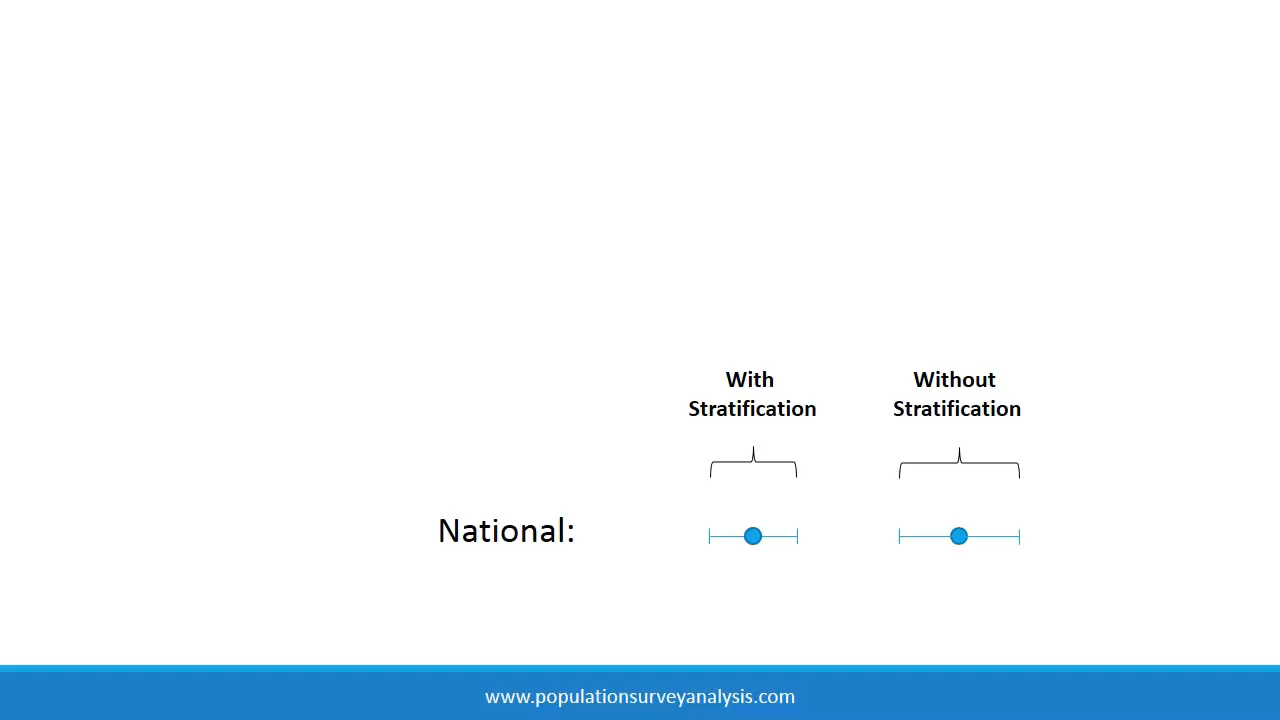 With
Stratification
Without
Stratification
National:
www.populationsurveyanalysis.com